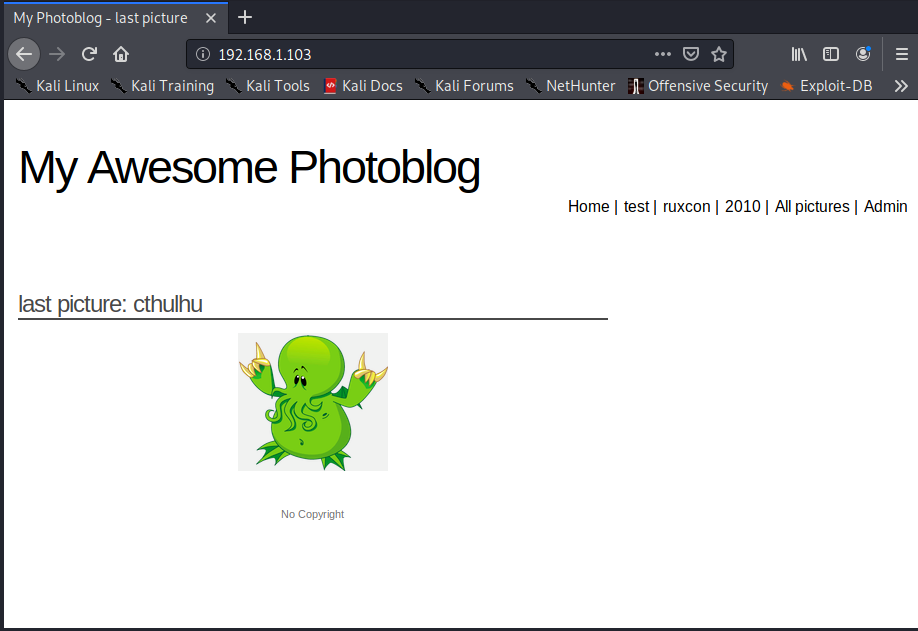 My Photoblog - last picture
192.168.1.103
Kali Linux Kali Training Kali Tools Kali Docs Kali Forums NetHunter Offensive Security Exploit-DB
My Awesome Photoblog
Home | test | ruxcon | 2010 | All pictures | Admin
last picture: cthulhu
No Copyright